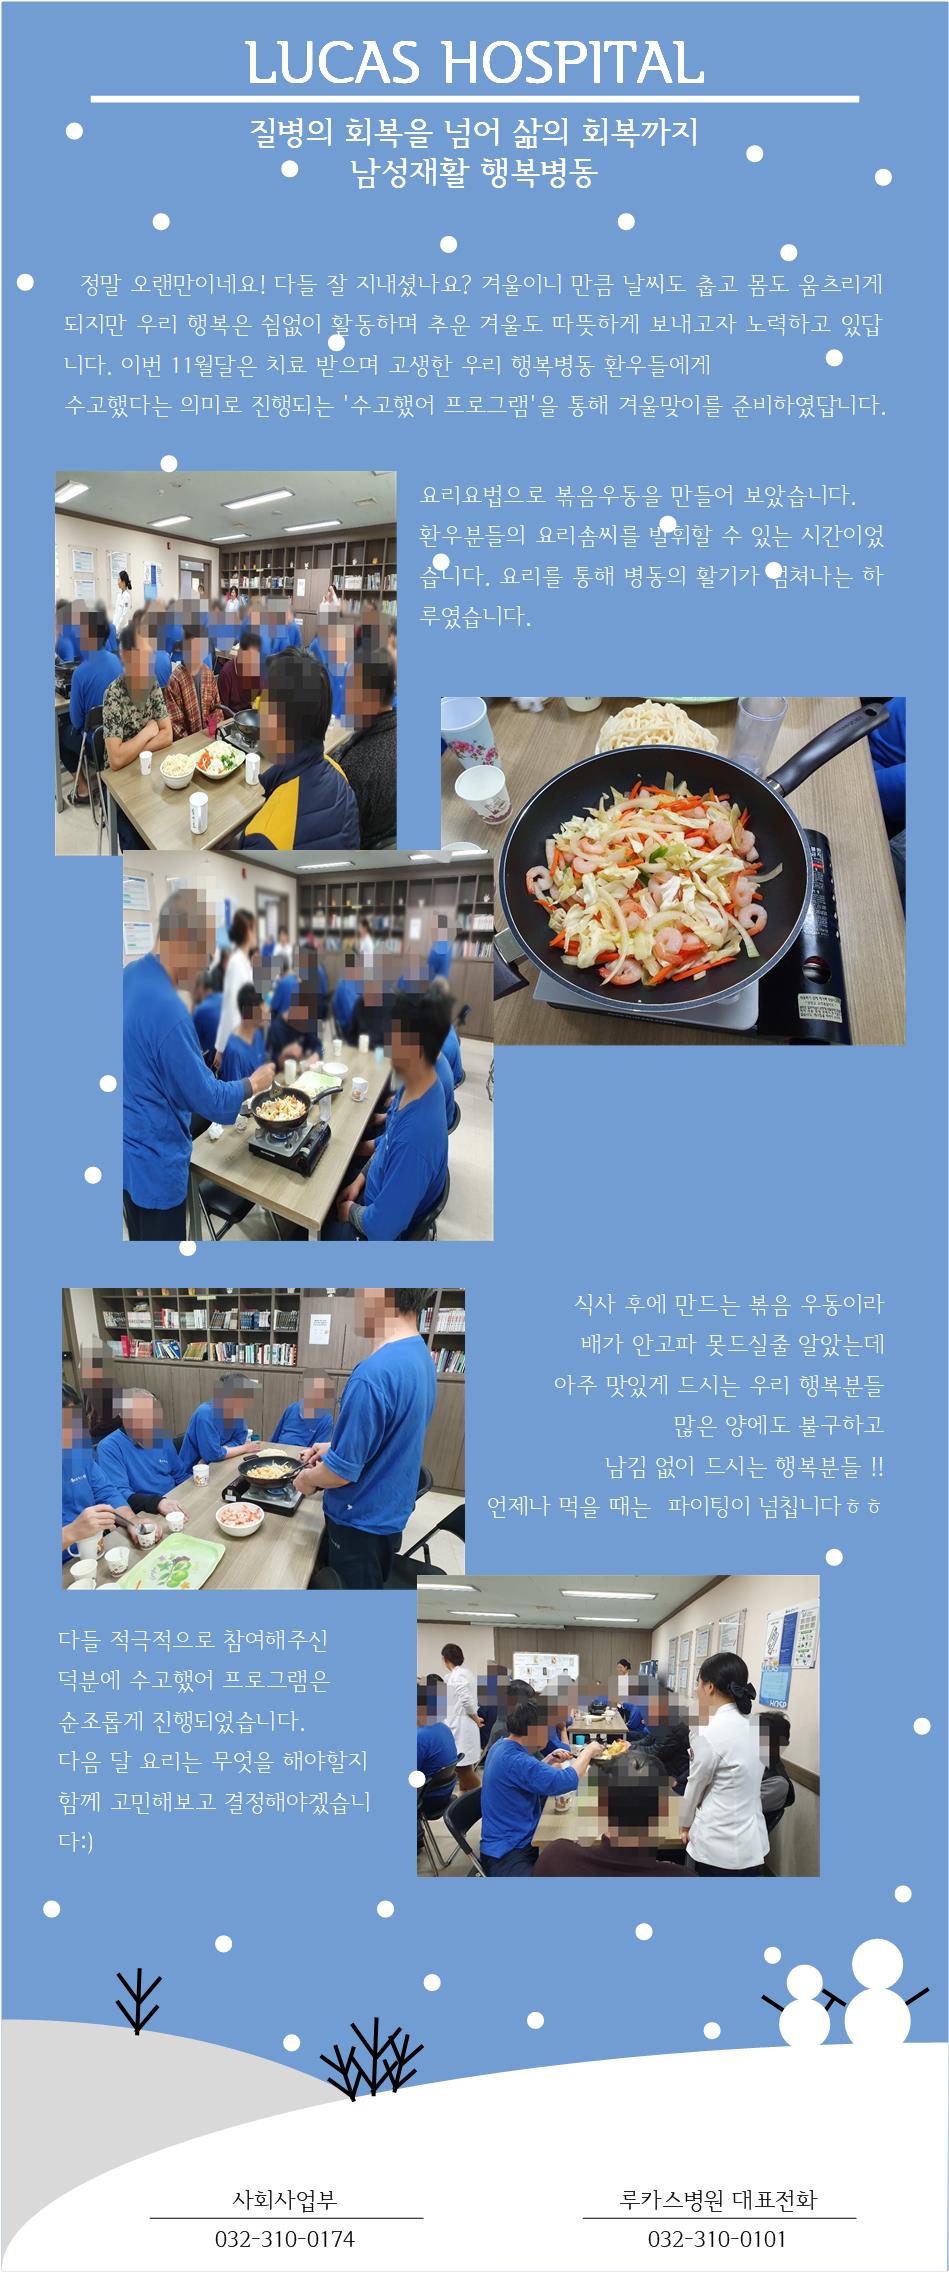 LUCAS HOSPITAL
질병의 회복을 넘어 삶의 회복까지
남성재활 행복병동
정말 오랜만이네요! 다들 잘 지내셨나요? 겨울이니 만큼 날씨도 춥고 몸도 움츠리게
되지만 우리 행복은 쉼없이 활동하며 추운 겨울도 따뜻하게 보내고자 노력하고 있답
니다. 이번 11월달은 치료 받으며 고생한 우리 행복병동 환우들에게
수고했다는 의미로 진행되는 '수고했어 프로그램'을 통해 겨울맞이를 준비하였답니다.
요리요법으로 볶음우동을 만들어 보았습니다.
환우분들의 요리솜씨를 발휘할 수 있는 시간이었
습니다. 요리를 통해 병동의 활기가 넘쳐나는 하
루였습니다.
식사 후에 만드는 볶음 우동이라
배가 안고파 못드실줄 알았는데
아주 맛있게 드시는 우리 행복분들
많은 양에도 불구하고
남김 없이 드시는 행복분들 !!
언제나 먹을 때는 파이팅이 넘칩니다ㅎㅎ
다들 적극적으로 참여해주신
덕분에 수고했어 프로그램은
순조롭게 진행되었습니다.
다음 달 요리는 무엇을 해야할지
함께 고민해보고 결정해야겠습니
다:)
사회사업부
032-310-0174
루카스병원 대표전화
032-310-0101